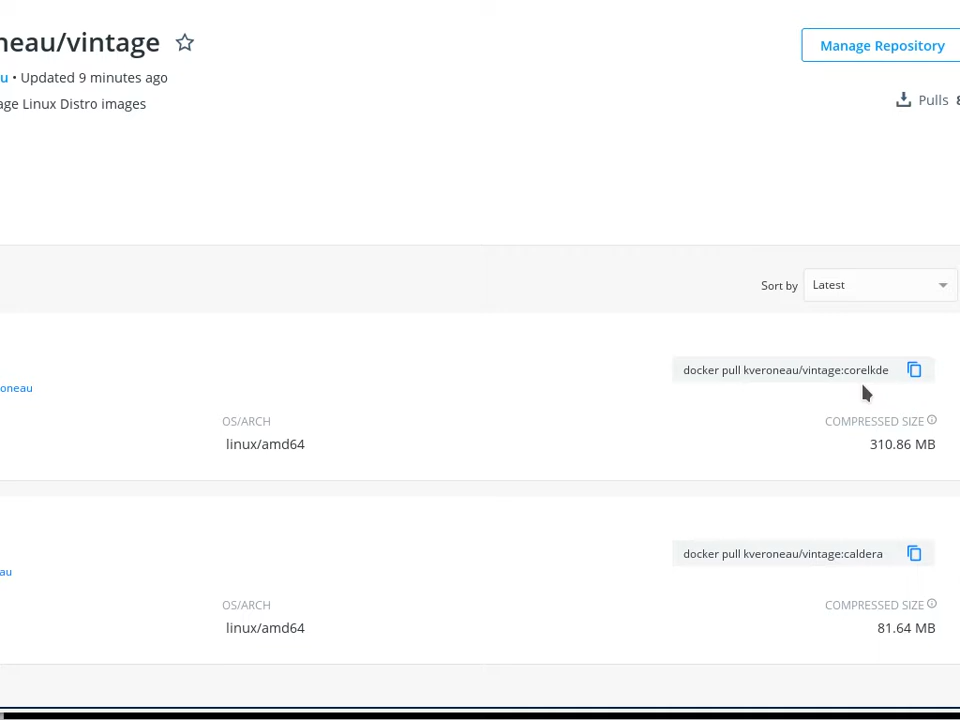 neau/vintage
Manage Repository
u • Updated 9 minutes ago
age Linux Distro images
Pulls 8
Sort by
Latest
docker pull kveroneau/vintage:corelkde
oneau
OS/ARCH
COMPRESSED SIZE
linux/amd64
310.86 MB
docker pull kveroneau/vintage:caldera
au
OS/ARCH
COMPRESSED SIZE
linux/amd64
81.64 MB